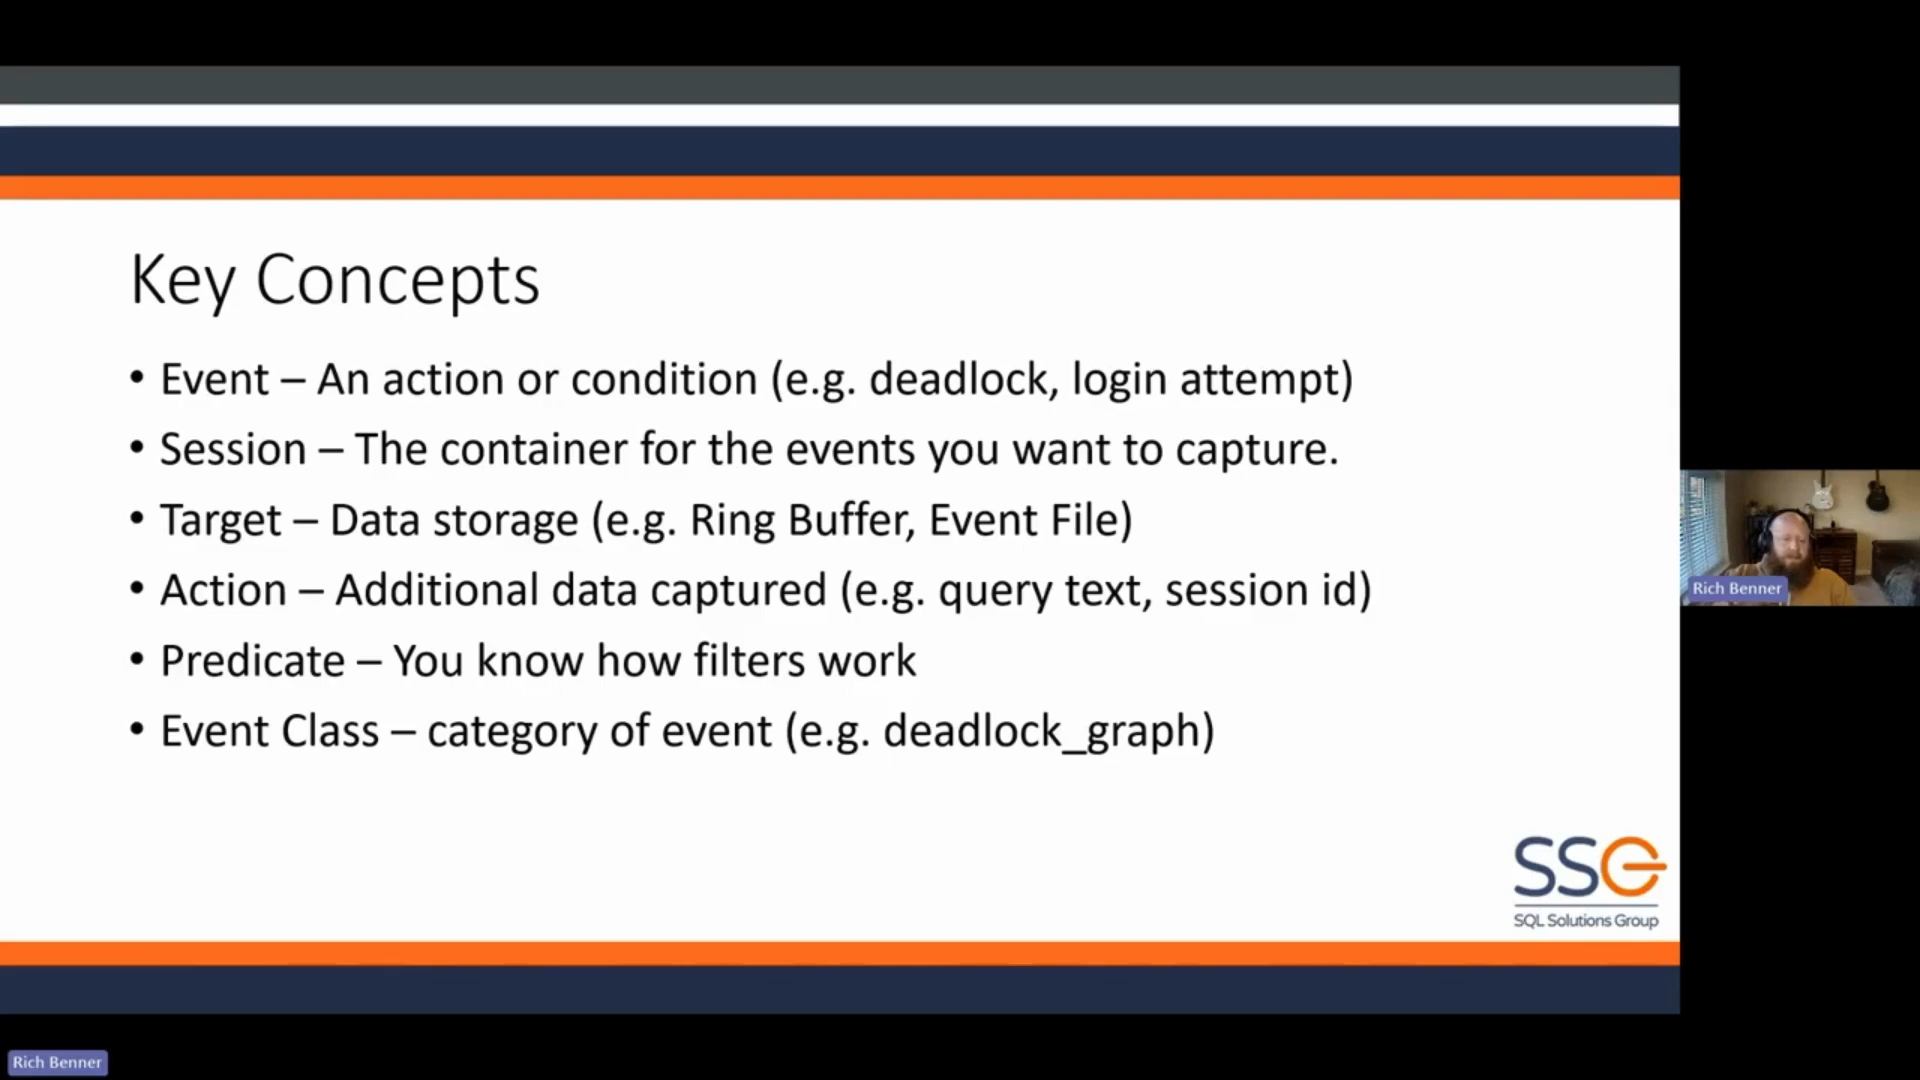 Key Concepts
• Event – An action or condition (e.g. deadlock, login attempt)
• Session – The container for the events you want to capture.
• Target – Data storage (e.g. Ring Buffer, Event File)
• Action – Additional data captured (e.g. query text, session id)
• Predicate – You know how filters work
• Event Class – category of event (e.g. deadlock_graph)
SSG
SQL Solutions Group
Rich Benner
Rich Benner